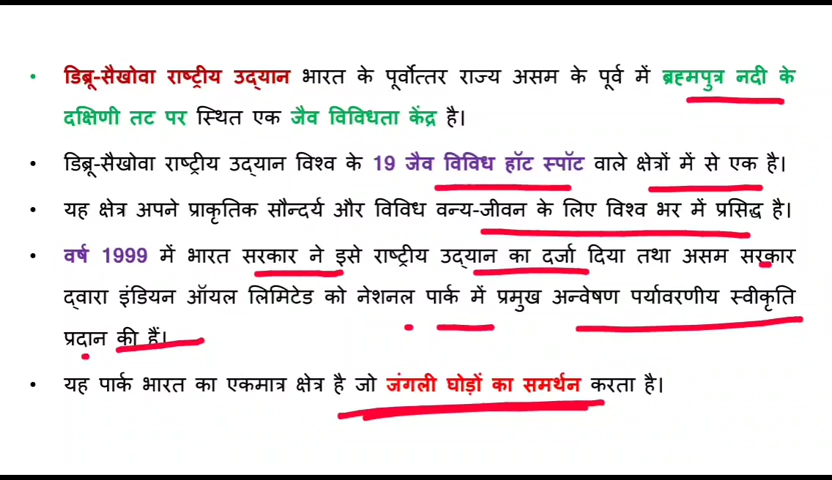 • डिब्रू-सैखोवा राष्ट्रीय उद्यान भारत के पूर्वोत्तर राज्य असम के पूर्व में ब्रह्मपुत्र नदी के
दक्षिणी तट पर स्थित एक जैव विविधता केंद्र है।
• डिब्रू-सैखोवा राष्ट्रीय उद्यान विश्व के 19 जैव विविध हॉट स्पॉट वाले क्षेत्रों में से एक है।
• यह क्षेत्र अपने प्राकृतिक सौन्दर्य और विविध वन्य-जीवन के लिए विश्व भर में प्रसिद्ध है।
• वर्ष 1999 में भारत सरकार ने इसे राष्ट्रीय उद्यान का दर्जा दिया तथा असम सरकार
द्वारा इंडियन ऑयल लिमिटेड को नेशनल पार्क में प्रमुख अन्वेषण पर्यावरणीय स्वीकृति
प्रदान की हैं।
• यह पार्क भारत का एकमात्र क्षेत्र है जो जंगली घोड़ों का समर्थन करता है।